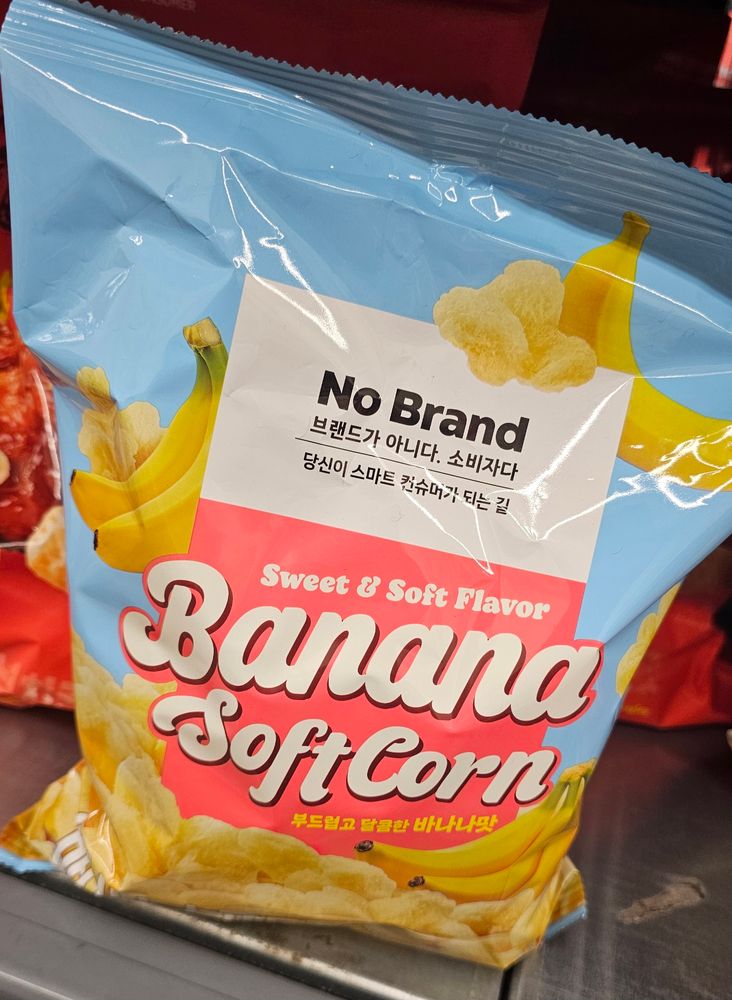 No Brand
브랜드가 아니다. 소비자다
당신이 스마트 컨슈머가 되는 길
Sweet & Soft Flavor
Banana
Soft Corn
부드럽고 달콤한 바나나맛